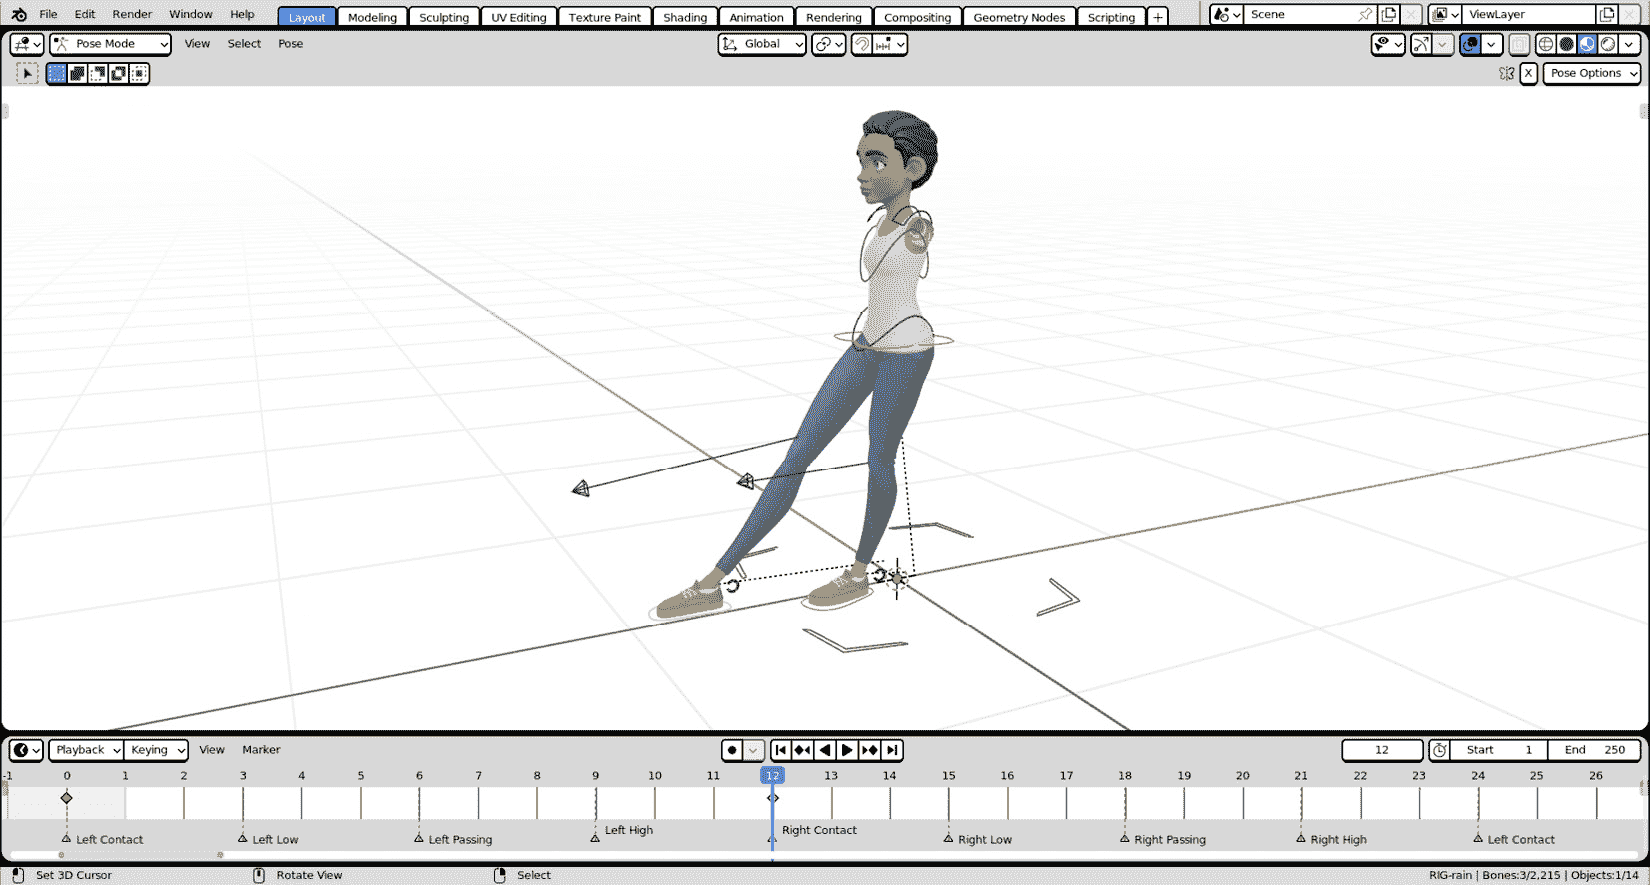 File Edit Render Window Help Layout Modeling Sculpting UV Editing Texture Paint Shading Animation Rendering Compositing Geometry Nodes Scripting + Scene ViewLayer
Pose Mode View Select Pose Global
X Pose Options
Playback Keying View Marker 12 Start 1 End 250
-1 0 1 2 3 4 5 6 7 8 9 10 11 12 13 14 15 16 17 18 19 20 21 22 23 24 25 26
Left High Right Contact
Left Contact Left Low Left Passing Right Low Right Passing Right High Left Contact
Set 3D Cursor Rotate View Select RIG-rain | Bones:3/2,215 | Objects:1/14